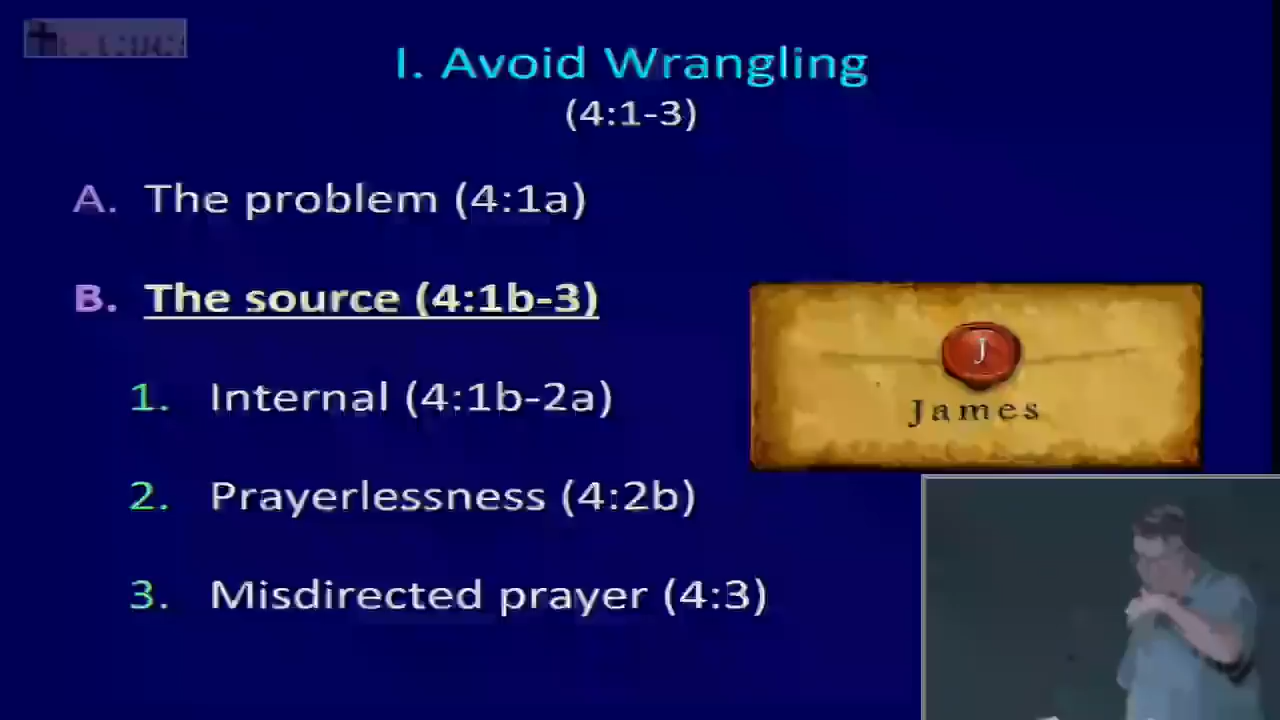 I. Avoid Wrangling
(4:1-3)
A. The problem (4:1a)
B. The source (4:1b-3)
1. Internal (4:1b-2a)
2. Prayerlessness (4:2b)
3. Misdirected prayer (4:3)
J
James